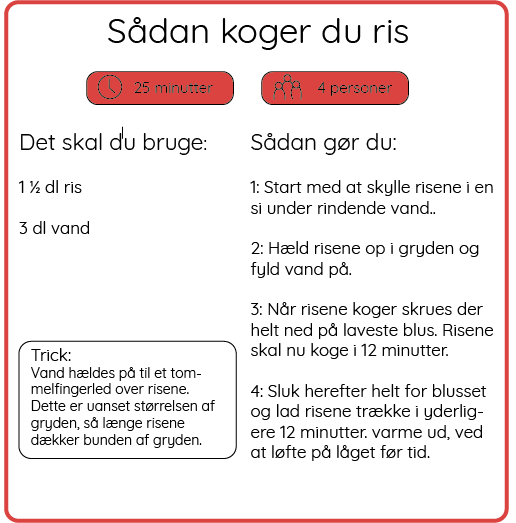 Sådan koger du ris
25 minutter
4 personer
Det skal du bruge:
1 ½ dl ris
3 dl vand
Trick:
Vand hældes på til et tom-
melfingerled over risene.
Dette er uanset størrelsen af
gryden, så længe risene
dækker bunden af gryden.
Sådan gør du:
1: Start med at skylle risene i en
si under rindende vand..
2: Hæld risene op i gryden og
fyld vand på.
3: Når risene koger skrues der
helt ned på laveste blus. Risene
skal nu koge i 12 minutter.
4: Sluk herefter helt for blusset
og lad risene trække i yderlig-
ere 12 minutter. varme ud, ved
at løfte på låget før tid.